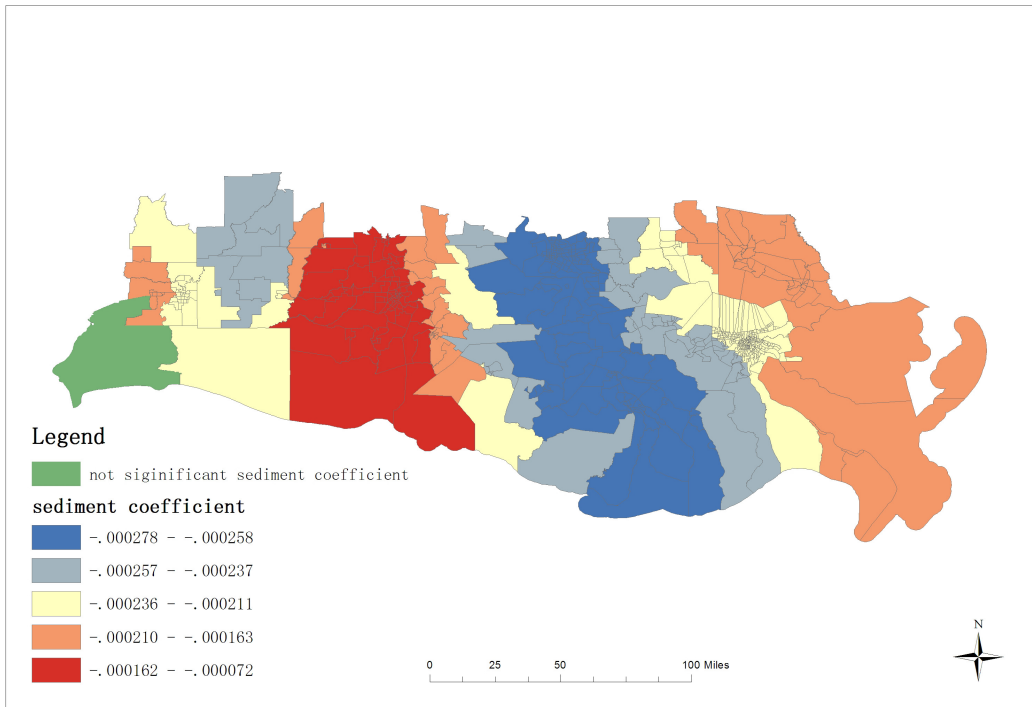 Legend
not siginificant sediment coefficient
sediment coefficient
-.000278 - -.000258
-.000257 - -.000237
-.000236 - -.000211
-.000210 - -.000163
-.000162 - -.000072
0 25 50 100 Miles
N